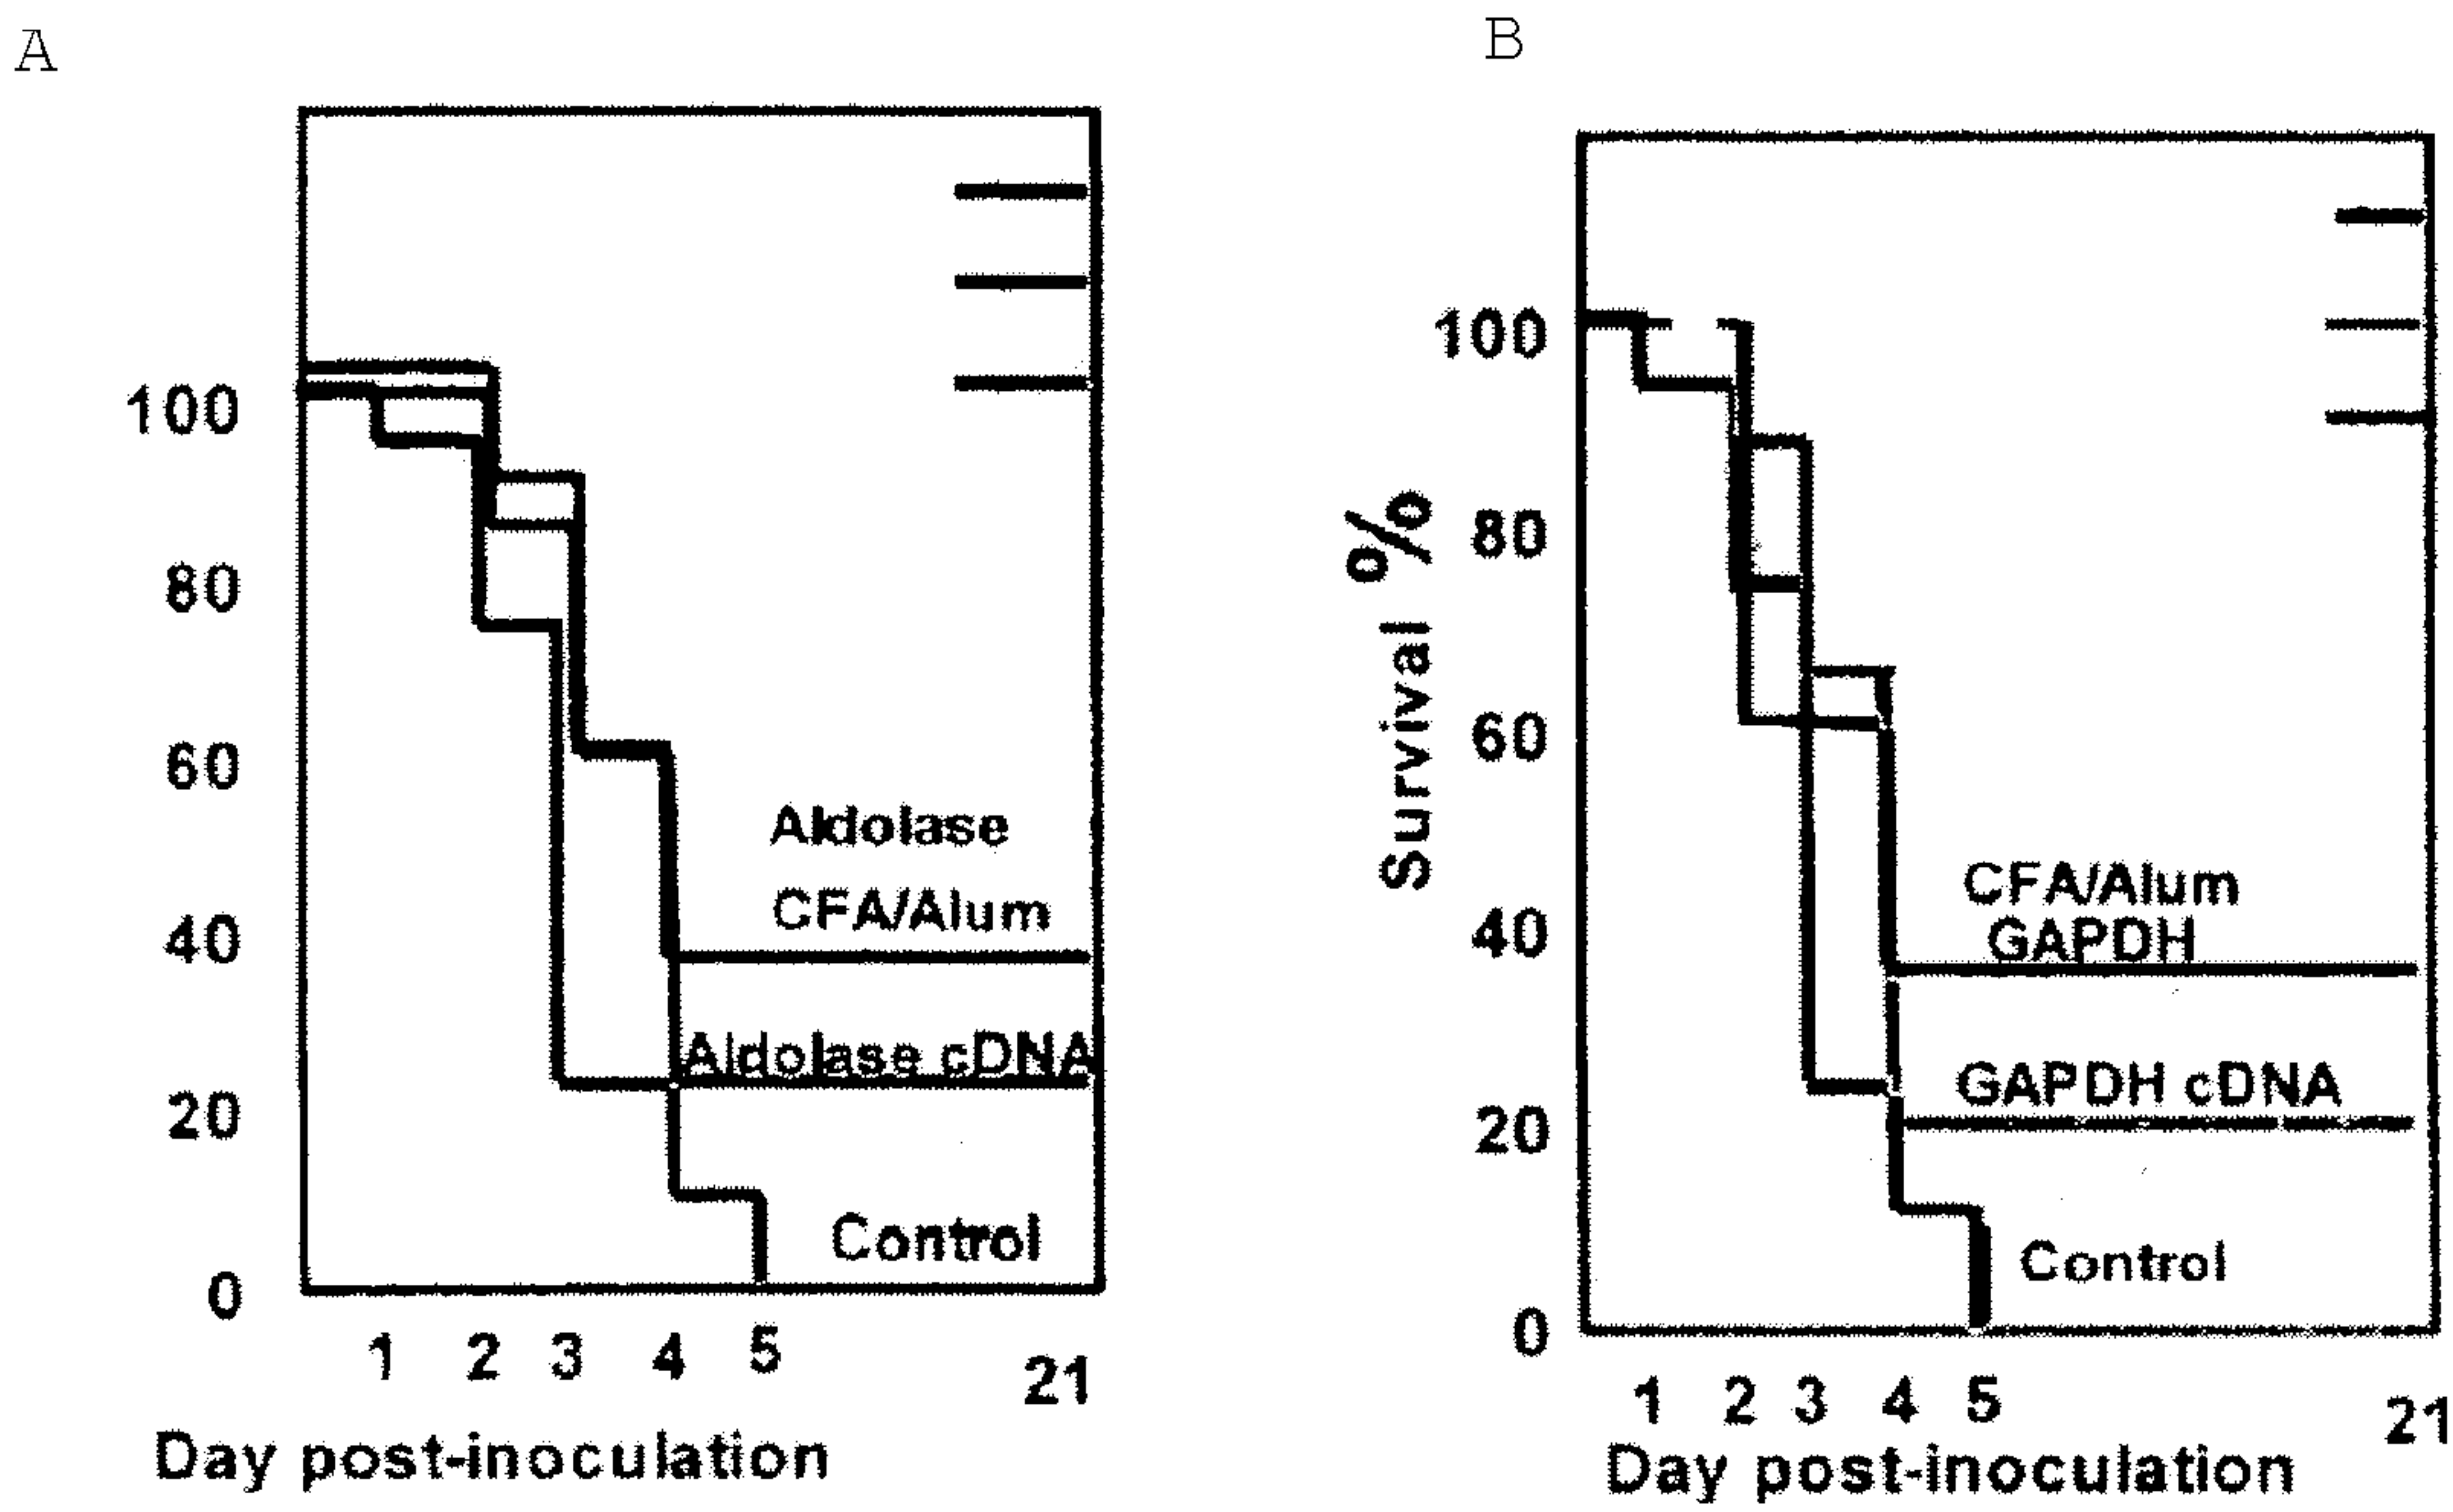 A
100
80
60
40
20
0
Aldolase
CFA/Alum
Aldolase cDNA
Control
1 2 3 4 5 21
Day post-inoculation
B
Survival %
100
80
60
40
20
0
CFA/Alum
GAPDH
GAPDH cDNA
Control
1 2 3 4 5 21
Day post-inoculation